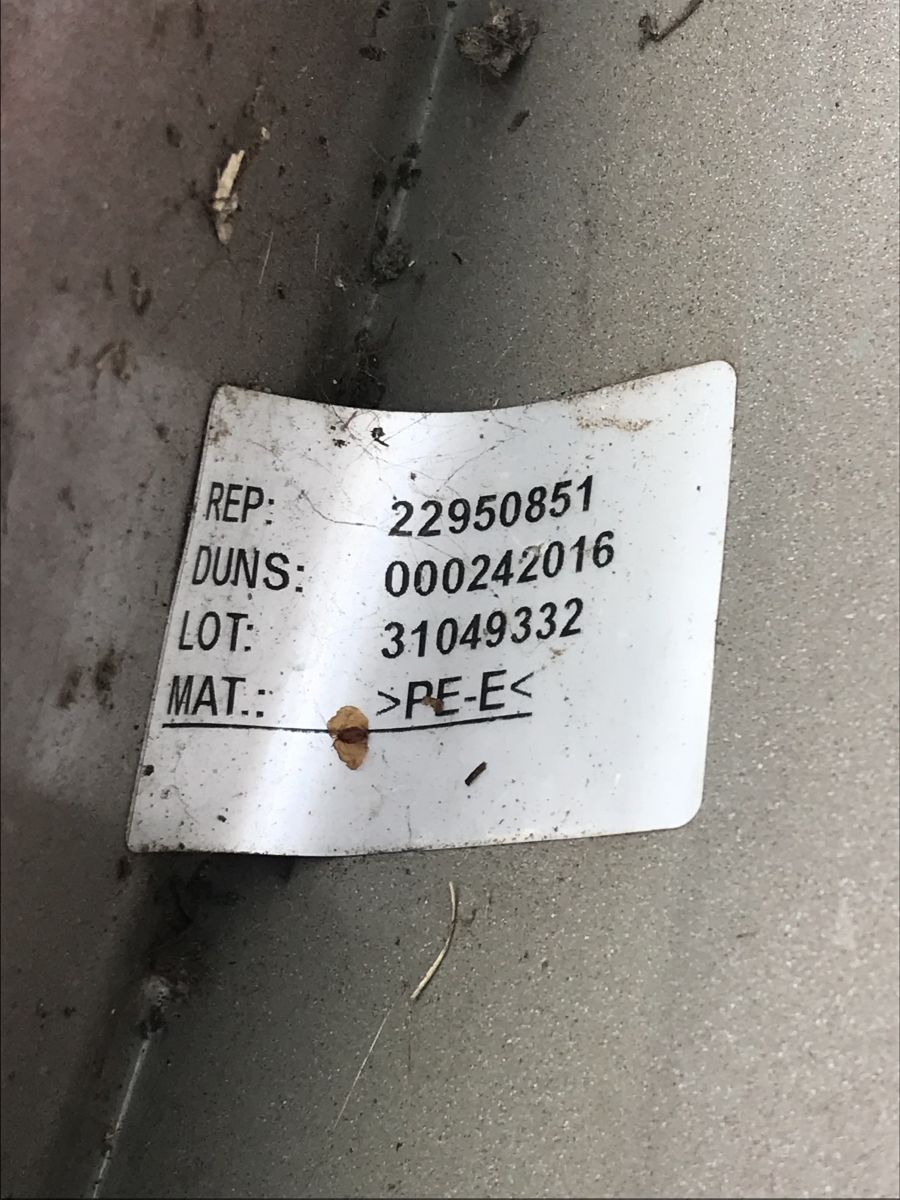 REP: 22950851
DUNS: 000242016
LOT: 31049332
MAT.: >PE-E<